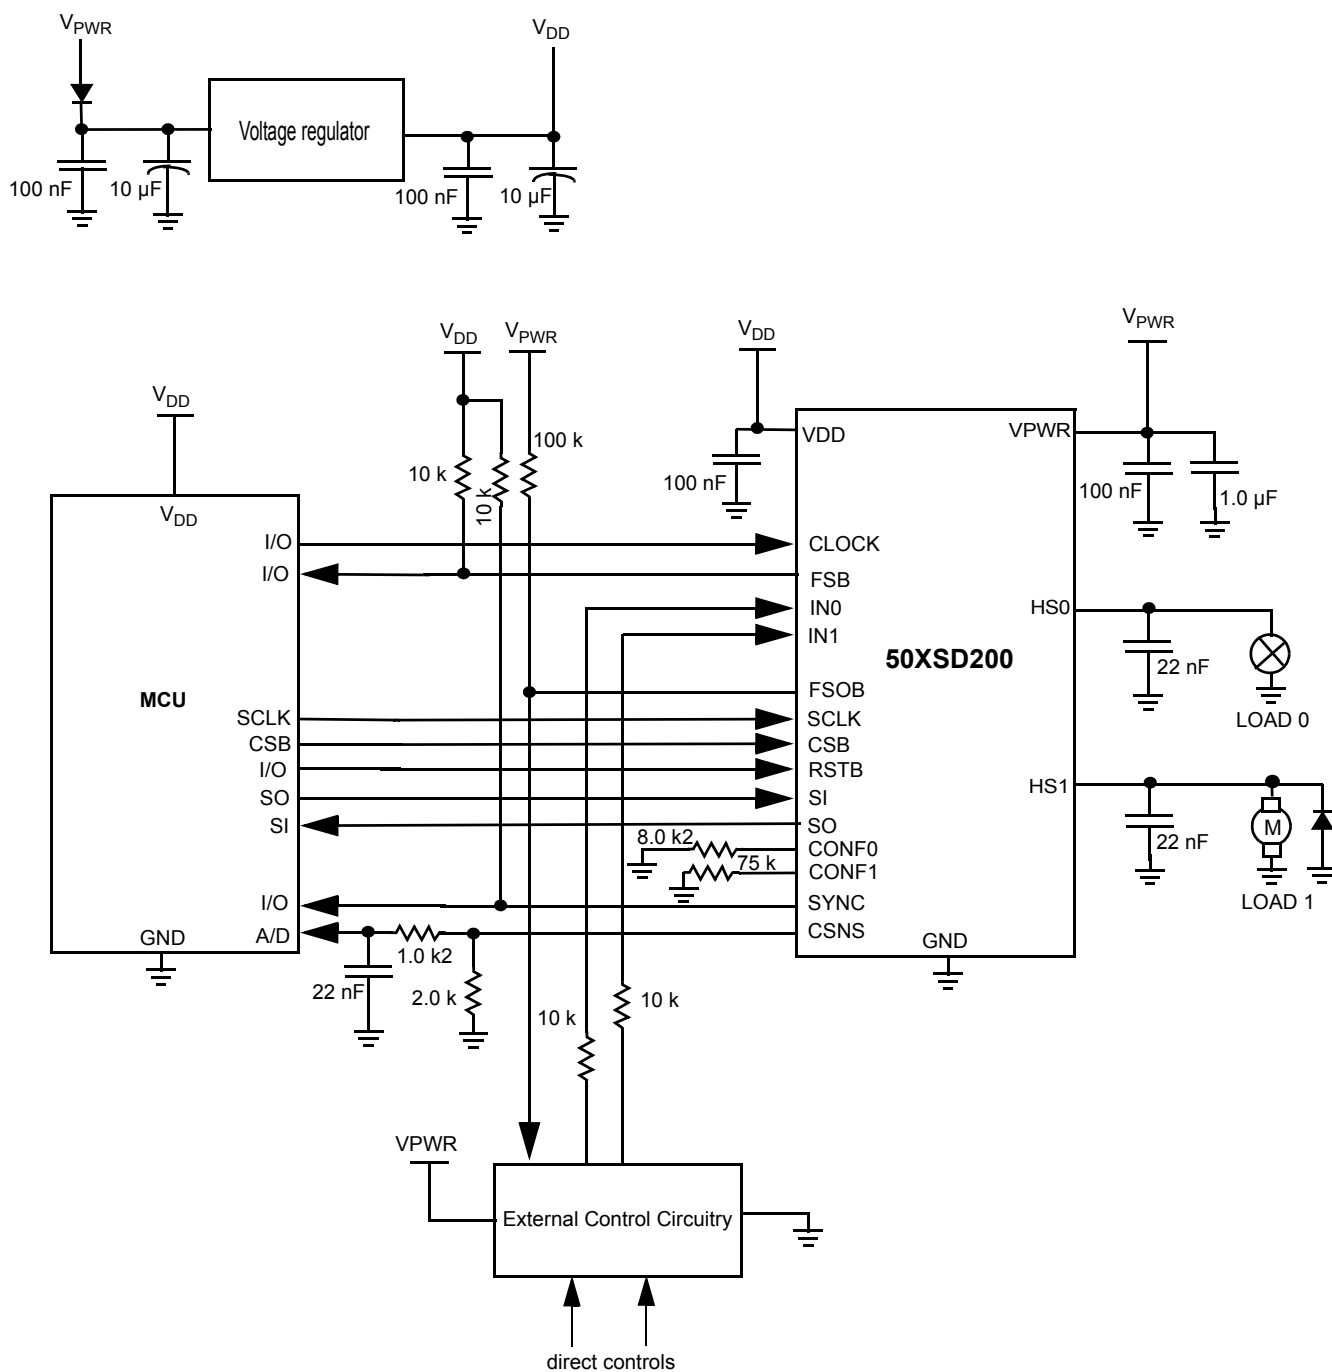 VPWR
VDD
Voltage regulator
100 nF
10 µF
100 nF
10 µF
VDD
VPWR
VDD
VPWR
VDD
100 k
10 k
10 k
VDD
VPWR
100 nF
100 nF
1.0 µF
VDD
I/O
CLOCK
I/O
FSB
IN0
HS0
IN1
50XSD200
22 nF
MCU
FSOB
LOAD 0
SCLK
SCLK
CSB
CSB
I/O
RSTB
HS1
SO
SI
SI
SO
M
22 nF
8.0 k2
CONF0
75 k
CONF1
I/O
SYNC
LOAD 1
GND
A/D
CSNS
GND
1.0 k2
22 nF
2.0 k
10 k
10 k
VPWR
External Control Circuitry
direct controls